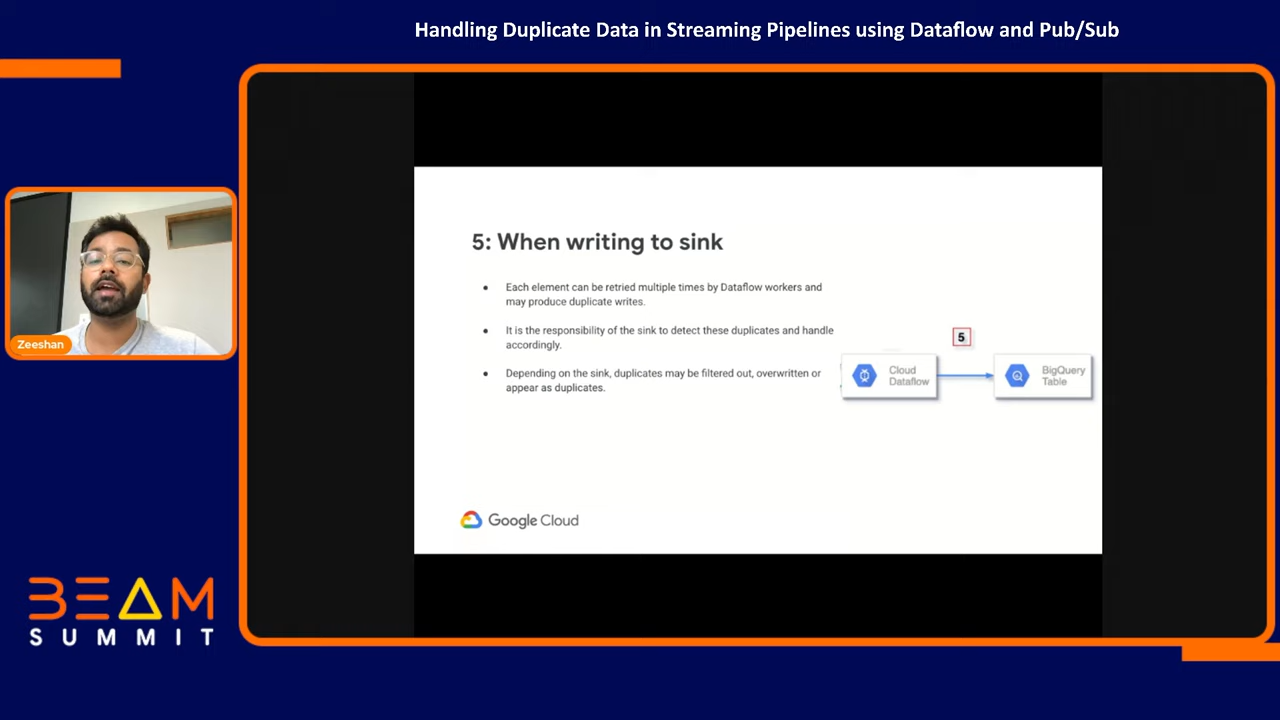 Handling Duplicate Data in Streaming Pipelines using Dataflow and Pub/Sub
Zeeshan
BEAM
SUMMIT
5: When writing to sink
• Each element can be retried multiple times by Dataflow workers and
may produce duplicate writes.
• It is the responsibility of the sink to detect these duplicates and handle
accordingly.
• Depending on the sink, duplicates may be filtered out, overwritten or
appear as duplicates.
5
Cloud
Dataflow
BigQuery
Table
Google Cloud